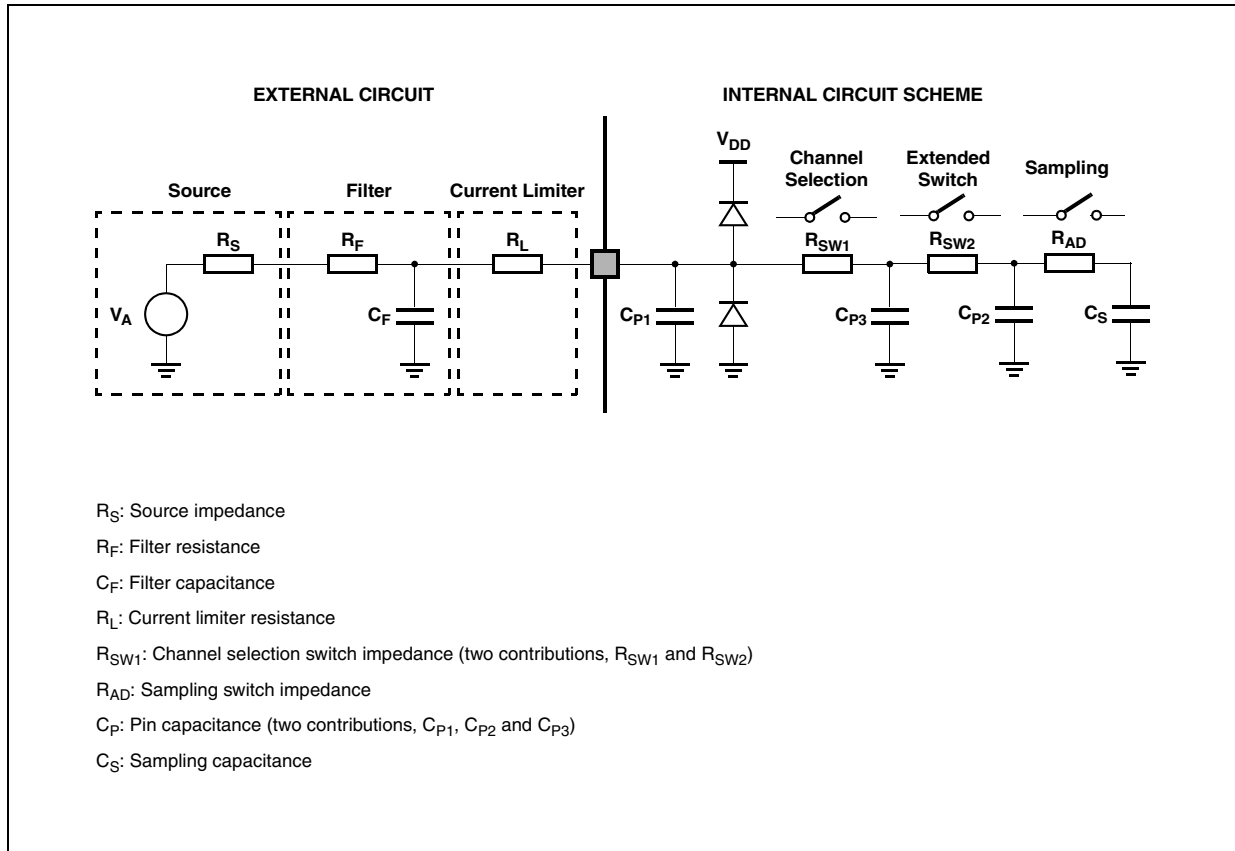 EXTERNAL CIRCUIT
INTERNAL CIRCUIT SCHEME
VDD
Channel
Selection
Extended
Switch
Sampling
Source
Filter
Current Limiter
RS
RF
RL
RSW1
RSW2
RAD
VA
CF
CP1
CP3
CP2
CS
RS: Source impedance
RF: Filter resistance
CF: Filter capacitance
RL: Current limiter resistance
RSW1: Channel selection switch impedance (two contributions, RSW1 and RSW2)
RAD: Sampling switch impedance
CP: Pin capacitance (two contributions, CP1, CP2 and CP3)
CS: Sampling capacitance